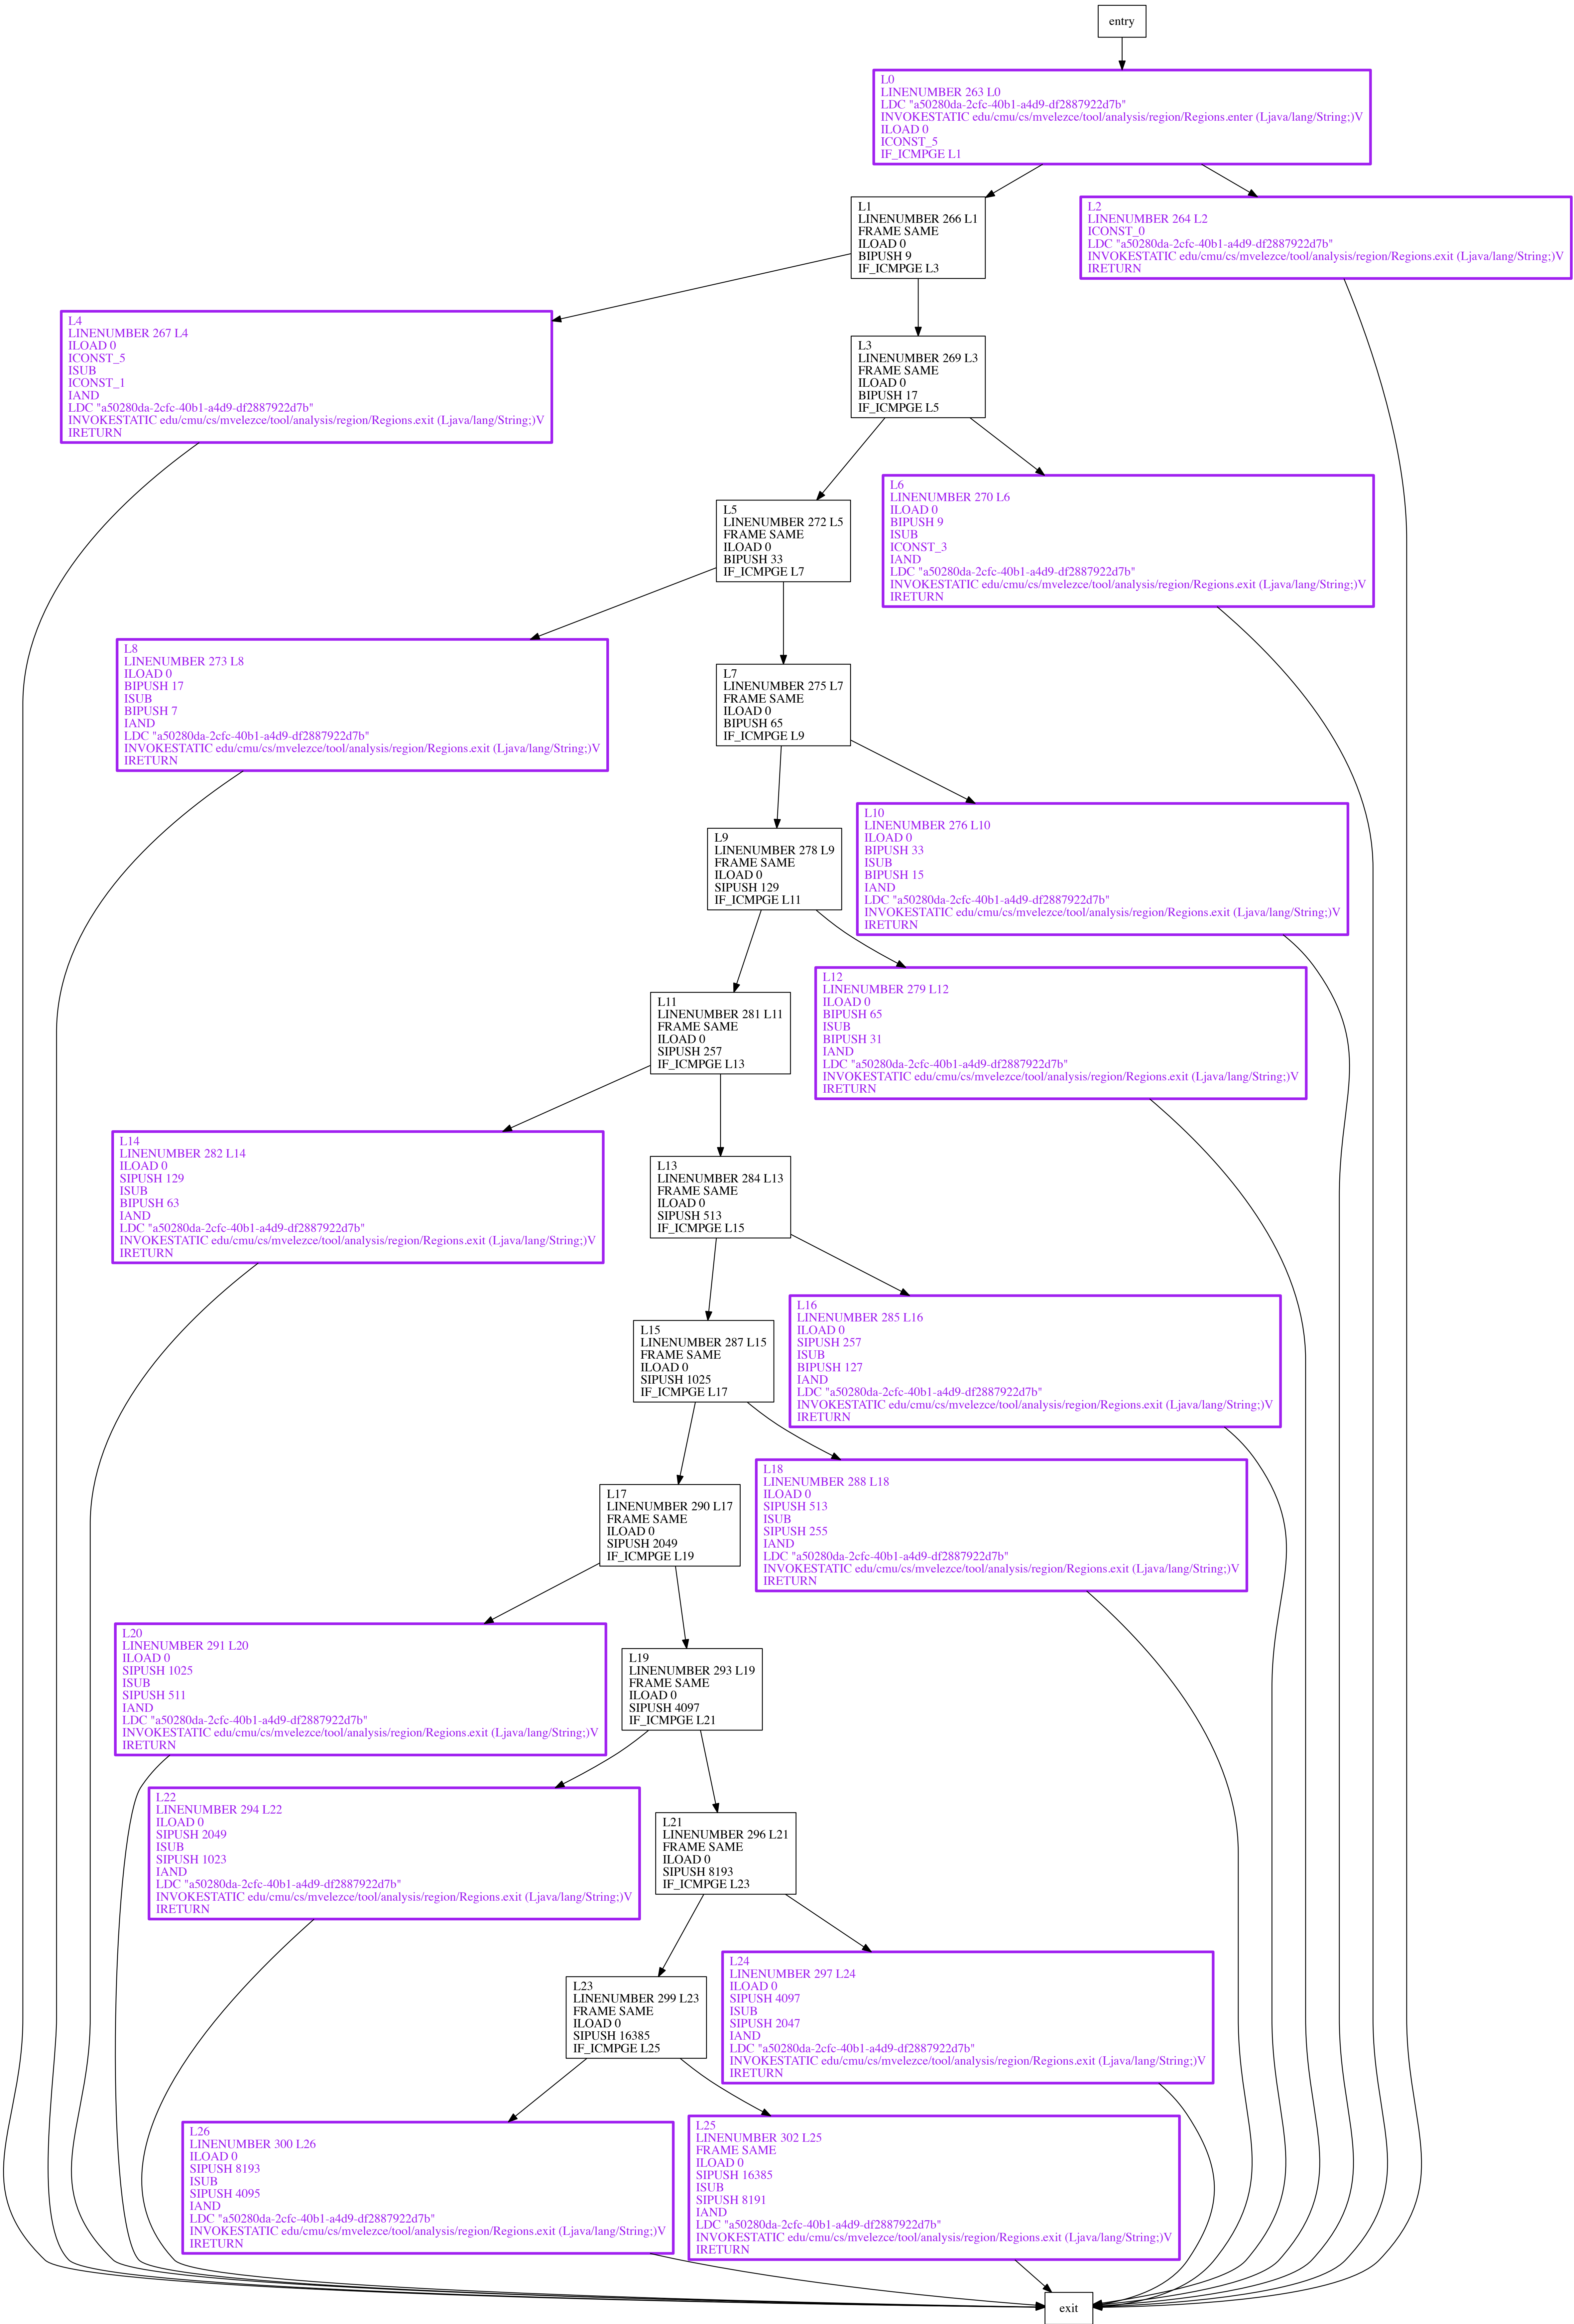 entry
L0
LINENUMBER 263 L0
LDC "a50280da-2cfc-40b1-a4d9-df2887922d7b"
INVOKESTATIC edu/cmu/cs/mvelezce/tool/analysis/region/Regions.enter (Ljava/lang/String;)V
ILOAD 0
ICONST_5
IF_ICMPGE L1
L1
LINENUMBER 266 L1
FRAME SAME
ILOAD 0
BIPUSH 9
IF_ICMPGE L3
L2
LINENUMBER 264 L2
ICONST_0
LDC "a50280da-2cfc-40b1-a4d9-df2887922d7b"
INVOKESTATIC edu/cmu/cs/mvelezce/tool/analysis/region/Regions.exit (Ljava/lang/String;)V
IRETURN
L4
LINENUMBER 267 L4
ILOAD 0
ICONST_5
ISUB
ICONST_1
IAND
LDC "a50280da-2cfc-40b1-a4d9-df2887922d7b"
INVOKESTATIC edu/cmu/cs/mvelezce/tool/analysis/region/Regions.exit (Ljava/lang/String;)V
IRETURN
L3
LINENUMBER 269 L3
FRAME SAME
ILOAD 0
BIPUSH 17
IF_ICMPGE L5
L6
LINENUMBER 270 L6
ILOAD 0
BIPUSH 9
ISUB
ICONST_3
IAND
LDC "a50280da-2cfc-40b1-a4d9-df2887922d7b"
INVOKESTATIC edu/cmu/cs/mvelezce/tool/analysis/region/Regions.exit (Ljava/lang/String;)V
IRETURN
L5
LINENUMBER 272 L5
FRAME SAME
ILOAD 0
BIPUSH 33
IF_ICMPGE L7
L8
LINENUMBER 273 L8
ILOAD 0
BIPUSH 17
ISUB
BIPUSH 7
IAND
LDC "a50280da-2cfc-40b1-a4d9-df2887922d7b"
INVOKESTATIC edu/cmu/cs/mvelezce/tool/analysis/region/Regions.exit (Ljava/lang/String;)V
IRETURN
L7
LINENUMBER 275 L7
FRAME SAME
ILOAD 0
BIPUSH 65
IF_ICMPGE L9
L10
LINENUMBER 276 L10
ILOAD 0
BIPUSH 33
ISUB
BIPUSH 15
IAND
LDC "a50280da-2cfc-40b1-a4d9-df2887922d7b"
INVOKESTATIC edu/cmu/cs/mvelezce/tool/analysis/region/Regions.exit (Ljava/lang/String;)V
IRETURN
L9
LINENUMBER 278 L9
FRAME SAME
ILOAD 0
SIPUSH 129
IF_ICMPGE L11
L12
LINENUMBER 279 L12
ILOAD 0
BIPUSH 65
ISUB
BIPUSH 31
IAND
LDC "a50280da-2cfc-40b1-a4d9-df2887922d7b"
INVOKESTATIC edu/cmu/cs/mvelezce/tool/analysis/region/Regions.exit (Ljava/lang/String;)V
IRETURN
L11
LINENUMBER 281 L11
FRAME SAME
ILOAD 0
SIPUSH 257
IF_ICMPGE L13
L14
LINENUMBER 282 L14
ILOAD 0
SIPUSH 129
ISUB
BIPUSH 63
IAND
LDC "a50280da-2cfc-40b1-a4d9-df2887922d7b"
INVOKESTATIC edu/cmu/cs/mvelezce/tool/analysis/region/Regions.exit (Ljava/lang/String;)V
IRETURN
L13
LINENUMBER 284 L13
FRAME SAME
ILOAD 0
SIPUSH 513
IF_ICMPGE L15
L16
LINENUMBER 285 L16
ILOAD 0
SIPUSH 257
ISUB
BIPUSH 127
IAND
LDC "a50280da-2cfc-40b1-a4d9-df2887922d7b"
INVOKESTATIC edu/cmu/cs/mvelezce/tool/analysis/region/Regions.exit (Ljava/lang/String;)V
IRETURN
L15
LINENUMBER 287 L15
FRAME SAME
ILOAD 0
SIPUSH 1025
IF_ICMPGE L17
L18
LINENUMBER 288 L18
ILOAD 0
SIPUSH 513
ISUB
SIPUSH 255
IAND
LDC "a50280da-2cfc-40b1-a4d9-df2887922d7b"
INVOKESTATIC edu/cmu/cs/mvelezce/tool/analysis/region/Regions.exit (Ljava/lang/String;)V
IRETURN
L17
LINENUMBER 290 L17
FRAME SAME
ILOAD 0
SIPUSH 2049
IF_ICMPGE L19
L20
LINENUMBER 291 L20
ILOAD 0
SIPUSH 1025
ISUB
SIPUSH 511
IAND
LDC "a50280da-2cfc-40b1-a4d9-df2887922d7b"
INVOKESTATIC edu/cmu/cs/mvelezce/tool/analysis/region/Regions.exit (Ljava/lang/String;)V
IRETURN
L19
LINENUMBER 293 L19
FRAME SAME
ILOAD 0
SIPUSH 4097
IF_ICMPGE L21
L22
LINENUMBER 294 L22
ILOAD 0
SIPUSH 2049
ISUB
SIPUSH 1023
IAND
LDC "a50280da-2cfc-40b1-a4d9-df2887922d7b"
INVOKESTATIC edu/cmu/cs/mvelezce/tool/analysis/region/Regions.exit (Ljava/lang/String;)V
IRETURN
L21
LINENUMBER 296 L21
FRAME SAME
ILOAD 0
SIPUSH 8193
IF_ICMPGE L23
L24
LINENUMBER 297 L24
ILOAD 0
SIPUSH 4097
ISUB
SIPUSH 2047
IAND
LDC "a50280da-2cfc-40b1-a4d9-df2887922d7b"
INVOKESTATIC edu/cmu/cs/mvelezce/tool/analysis/region/Regions.exit (Ljava/lang/String;)V
IRETURN
L23
LINENUMBER 299 L23
FRAME SAME
ILOAD 0
SIPUSH 16385
IF_ICMPGE L25
L26
LINENUMBER 300 L26
ILOAD 0
SIPUSH 8193
ISUB
SIPUSH 4095
IAND
LDC "a50280da-2cfc-40b1-a4d9-df2887922d7b"
INVOKESTATIC edu/cmu/cs/mvelezce/tool/analysis/region/Regions.exit (Ljava/lang/String;)V
IRETURN
L25
LINENUMBER 302 L25
FRAME SAME
ILOAD 0
SIPUSH 16385
ISUB
SIPUSH 8191
IAND
LDC "a50280da-2cfc-40b1-a4d9-df2887922d7b"
INVOKESTATIC edu/cmu/cs/mvelezce/tool/analysis/region/Regions.exit (Ljava/lang/String;)V
IRETURN
exit